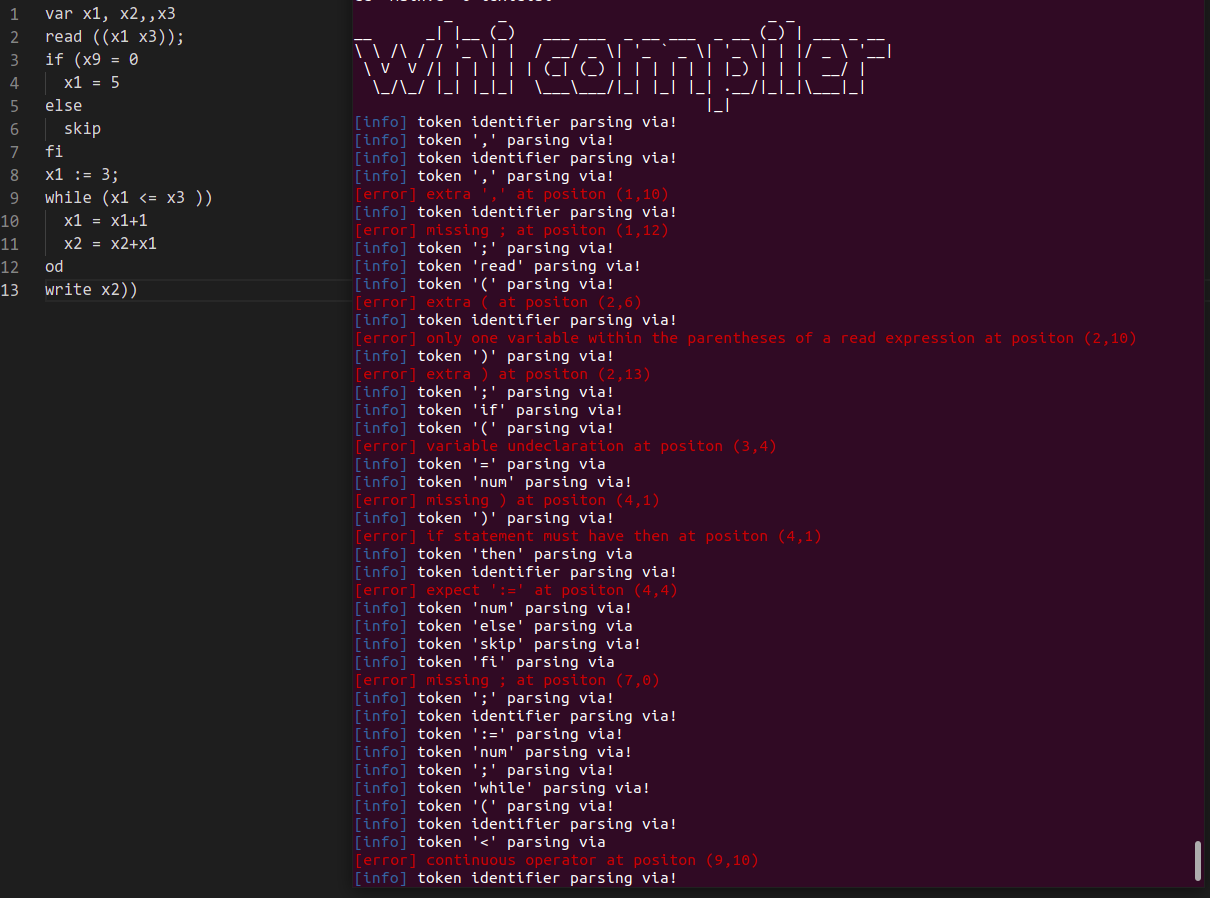 1 var x1, x2,,x3
2 read ((x1 x3));
3 if (x9 = 0
4 x1 = 5
5 else
6 skip
7 fi
8 x1 := 3;
9 while (x1 <= x3 ))
10 x1 = x1+1
11 x2 = x2+x1
12 od
13 write x2))
whi compiler
[info] token identifier parsing via!
[info] token ',' parsing via!
[info] token identifier parsing via!
[info] token ',' parsing via!
[error] extra ',' at positon (1,10)
[info] token identifier parsing via!
[error] missing ; at positon (1,12)
[info] token ';' parsing via!
[info] token 'read' parsing via!
[info] token '(' parsing via!
[error] extra ( at positon (2,6)
[info] token identifier parsing via!
[error] only one variable within the parentheses of a read expression at positon (2,10)
[info] token ')' parsing via!
[error] extra ) at positon (2,13)
[info] token ';' parsing via!
[info] token 'if' parsing via!
[info] token '(' parsing via!
[error] variable undeclaration at positon (3,4)
[info] token '=' parsing via
[info] token 'num' parsing via!
[error] missing ) at positon (4,1)
[info] token ')' parsing via!
[error] if statement must have then at positon (4,1)
[info] token 'then' parsing via
[info] token identifier parsing via!
[error] expect ':=' at positon (4,4)
[info] token 'num' parsing via!
[info] token 'else' parsing via
[info] token 'skip' parsing via!
[info] token 'fi' parsing via
[error] missing ; at positon (7,0)
[info] token ';' parsing via!
[info] token identifier parsing via!
[info] token ':=' parsing via!
[info] token 'num' parsing via!
[info] token ';' parsing via!
[info] token 'while' parsing via!
[info] token '(' parsing via!
[info] token identifier parsing via!
[info] token '<' parsing via
[error] continuous operator at positon (9,10)
[info] token identifier parsing via!